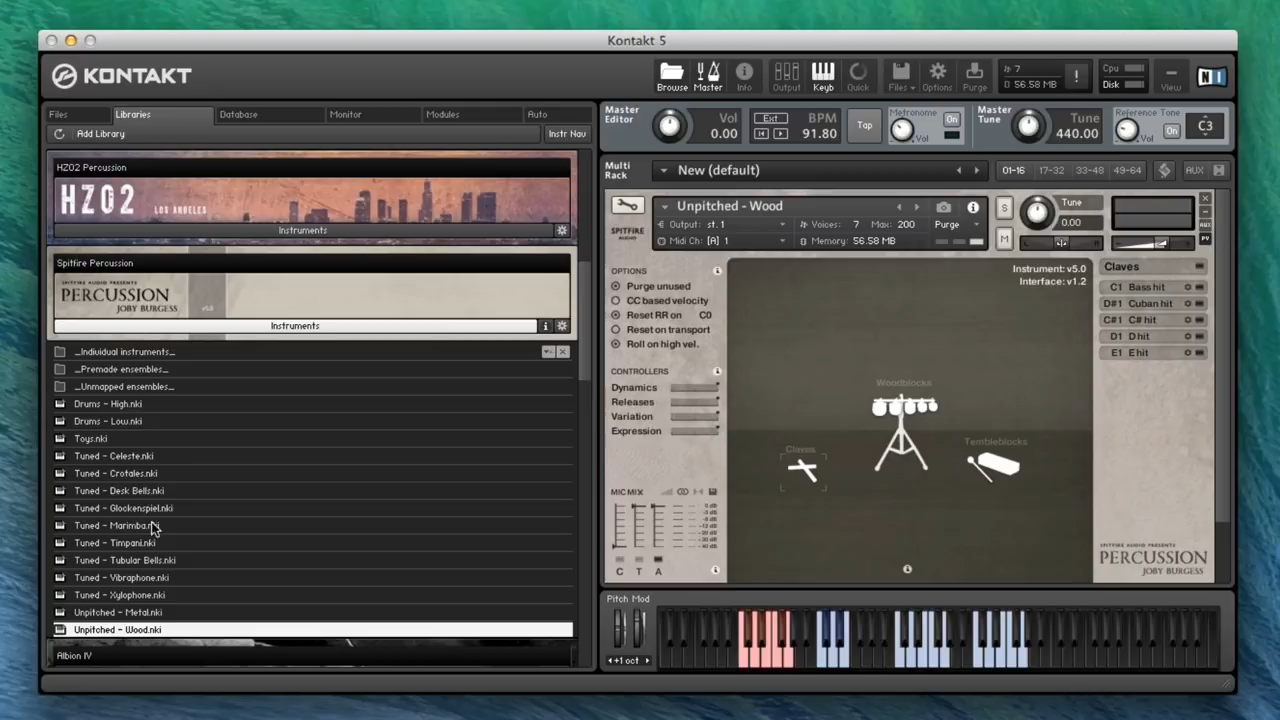 Kontakt 5
KONTAKT
Browse
Master
Info
Output
Keyb
Quick
Files
Options
Purge
7
56.58 MB
!
Cpu
Disk
View
NI
Files
Libraries
Database
Monitor
Modules
Auto
Add Library
Instr Nav
HZ02 Percussion
HZ02 LOS ANGELES
Instruments
Spitfire Percussion
SPITFIRE AUDIO PRESENTS
PERCUSSION
JOBY BURGESS
Instruments
_Individual instruments_
_Premade ensembles_
_Unmapped ensembles_
Drums - High.nki
Drums - Low.nki
Toys.nki
Tuned - Celeste.nki
Tuned - Crotales.nki
Tuned - Desk Bells.nki
Tuned - Glockenspiel.nki
Tuned - Marimba.nki
Tuned - Timpani.nki
Tuned - Tubular Bells.nki
Tuned - Vibraphone.nki
Tuned - Xylophone.nki
Unpitched - Metal.nki
Unpitched - Wood.nki
Albion IV
Master Editor
Vol
0.00
Ext
BPM
91.80
Tap
Metronome
On
Vol
Master Tune
Tune
440.00
Reference Tone
Vol
On
C3
Multi Rack
New (default)
01-16
17-32
33-48
49-64
AUX
SPITFIRE AUDIO
Unpitched - Wood
Output: st.1
Voices: 7
Max: 200
Purge
Midi Ch: [A] 1
Memory: 56.58 MB
S
M
Tune
0.00
AUX
PV
OPTIONS
Purge unused
CC based velocity
Reset RR on C0
Reset on transport
Roll on high vel.
CONTROLLERS
Dynamics
Releases
Variation
Expression
MIC MIX
C T A
Instrument: v5.0
Interface: v1.2
Woodblocks
Claves
Tembleblocks
Claves
C1 Bass hit
D#1 Cuban hit
C#1 C# hit
D1 D hit
E1 E hit
PERCUSSION
JOBY BURGESS
Pitch Mod
+1 oct